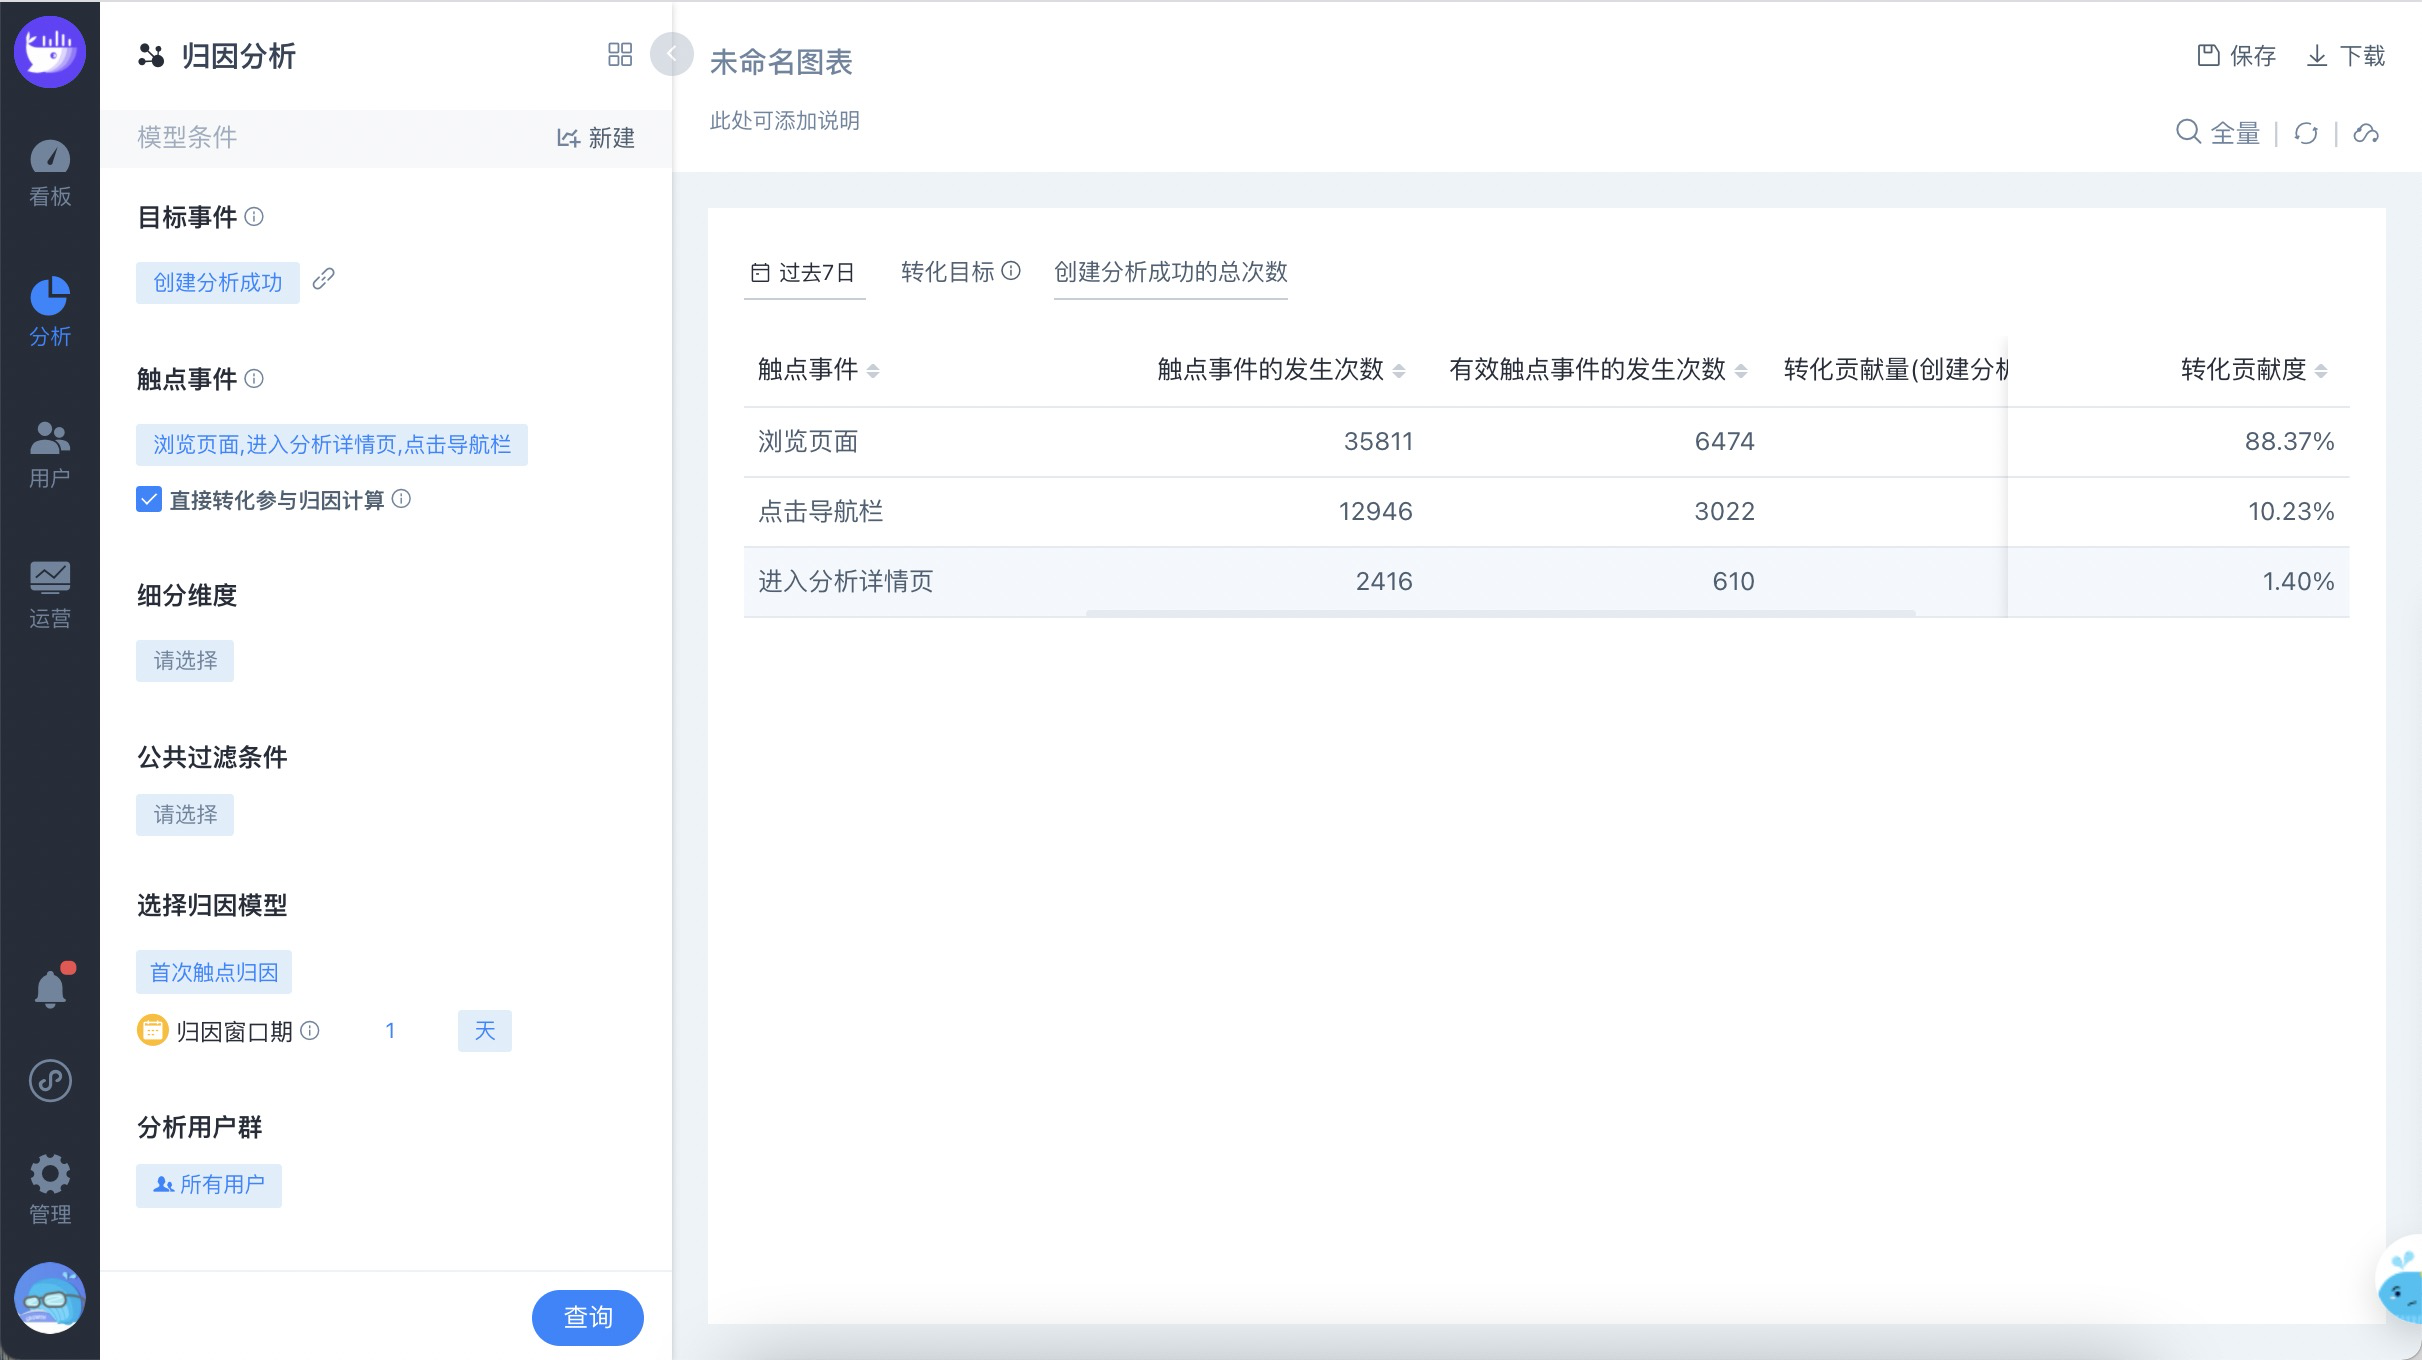 归因分析
模型条件
新建
目标事件
创建分析成功
触点事件
浏览页面,进入分析详情页,点击导航栏
直接转化参与归因计算
细分维度
请选择
公共过滤条件
请选择
选择归因模型
首次触点归因
归因窗口期 1 天
分析用户群
所有用户
查询
看板
分析
用户
运营
管理
未命名图表
此处可添加说明
保存 下载
全量
过去7日 转化目标 创建分析成功的总次数
触点事件 触点事件的发生次数 有效触点事件的发生次数 转化贡献量(创建分析 转化贡献度
浏览页面 35811 6474 88.37%
点击导航栏 12946 3022 10.23%
进入分析详情页 2416 610 1.40%